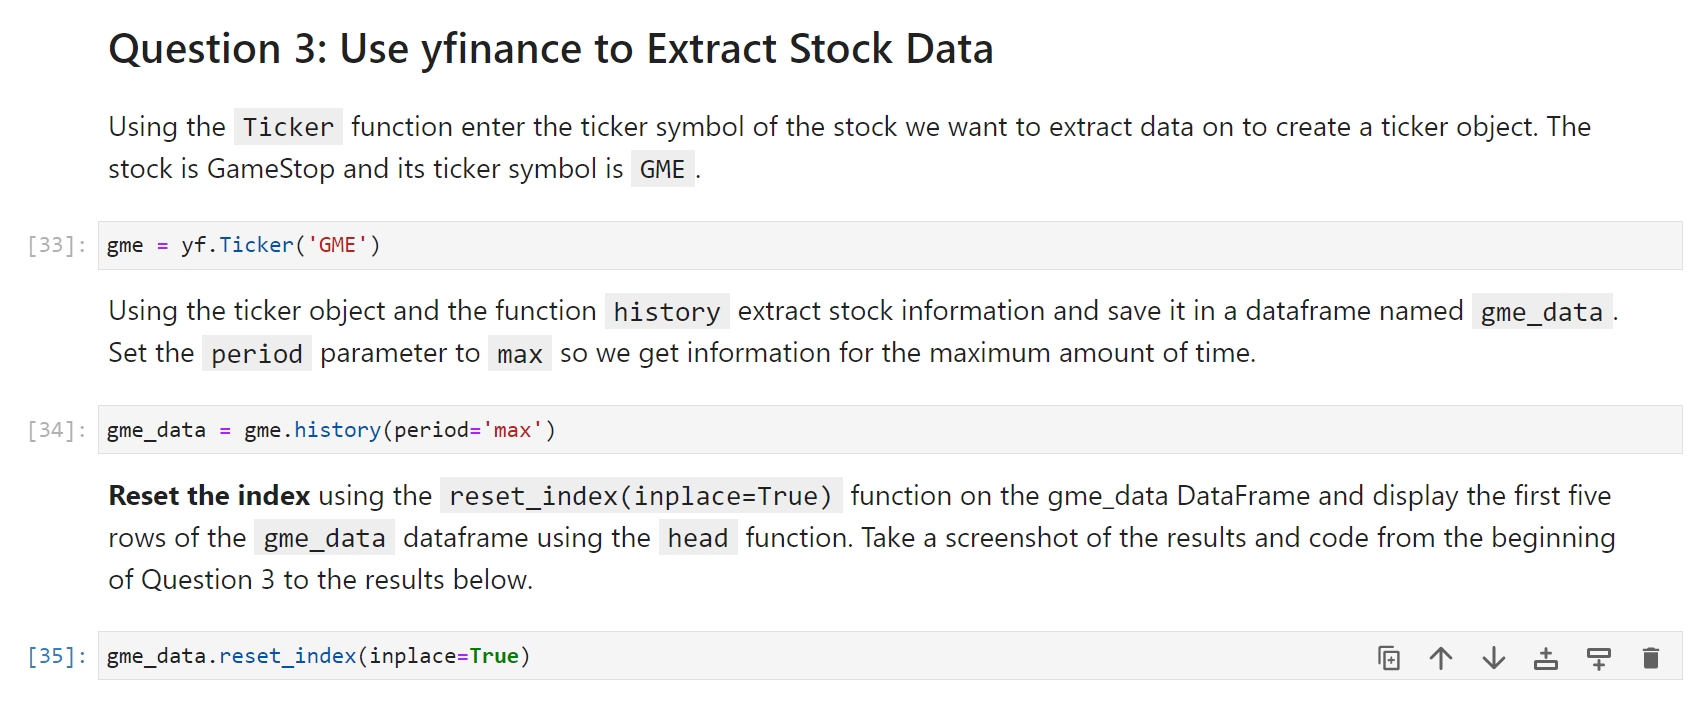 Question 3: Use yfinance to Extract Stock Data
Using the Ticker function enter the ticker symbol of the stock we want to extract data on to create a ticker object. The
stock is GameStop and its ticker symbol is GME .
[33]: gme = yf.Ticker('GME')
Using the ticker object and the function history extract stock information and save it in a dataframe named gme_data .
Set the period parameter to max so we get information for the maximum amount of time.
[34]: gme_data = gme.history(period='max')
Reset the index using the reset_index(inplace=True) function on the gme_data DataFrame and display the first five
rows of the gme_data dataframe using the head function. Take a screenshot of the results and code from the beginning
of Question 3 to the results below.
[35]: gme_data.reset_index(inplace=True)